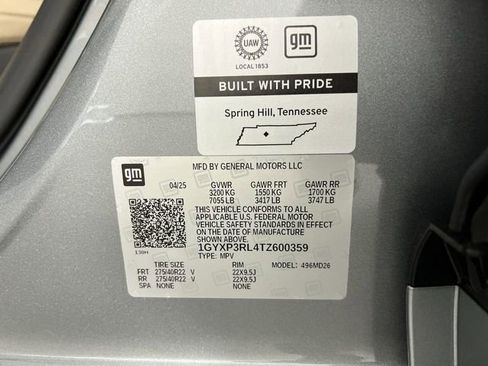 UAW
gm
LOCAL 1853
BUILT WITH PRIDE
Spring Hill, Tennessee
gm
MFD BY GENERAL MOTORS LLC
04/25 GVWR GAWR FRT GAWR RR
3200 KG 1550 KG 1700 KG
7055 LB 3417 LB 3747 LB
THIS VEHICLE CONFORMS TO ALL
APPLICABLE U.S. FEDERAL MOTOR
VEHICLE SAFETY STANDARDS IN EFFECT
ON THE DATE OF MANUFACTURE SHOWN
ABOVE.
1GYXP3RL4TZ600359
TYPE: MPV
TIRE SIZE RIM MODEL: 496MD26
FRT 275/40R22 V 22X9.5J
RR 275/40R22 V 22X9.5J
SPA NONE NONE